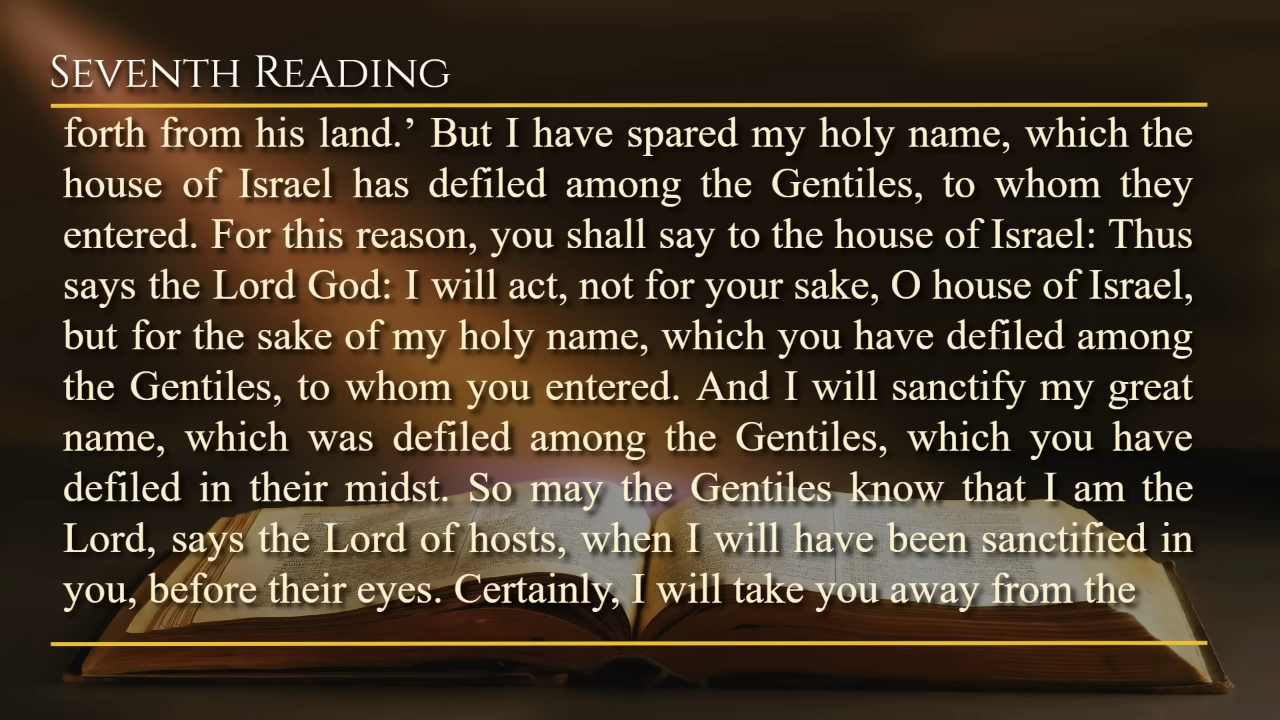 SEVENTH READING
forth from his land.’ But I have spared my holy name, which the
house of Israel has defiled among the Gentiles, to whom they
entered. For this reason, you shall say to the house of Israel: Thus
says the Lord God: I will act, not for your sake, O house of Israel,
but for the sake of my holy name, which you have defiled among
the Gentiles, to whom you entered. And I will sanctify my great
name, which was defiled among the Gentiles, which you have
defiled in their midst. So may the Gentiles know that I am the
Lord, says the Lord of hosts, when I will have been sanctified in
you, before their eyes. Certainly, I will take you away from the